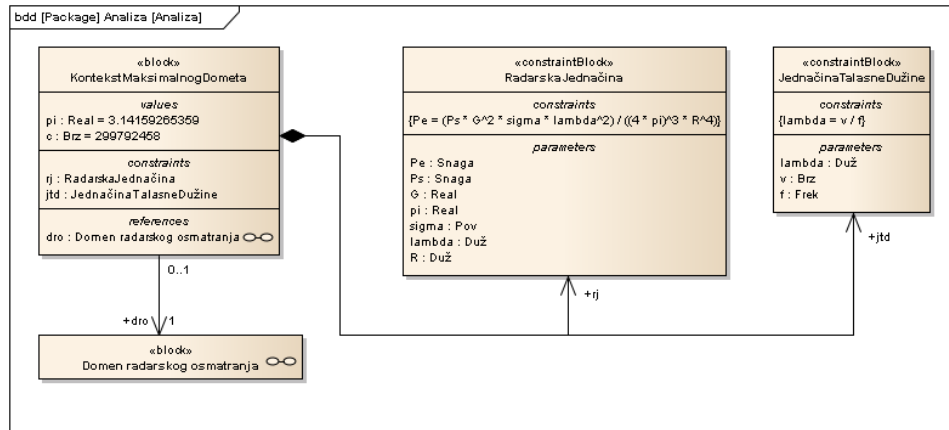 bdd [Package] Analiza [Analiza]
«block»
KontekstMaksimalnogDometa
values
pi : Real = 3.14159265359
c : Brz = 299792458
constraints
rj : RadarskaJednačina
jtd : JednačinaTalasneDužine
references
dro : Domen radarskog osmatranja
0..1
+dro
1
«block»
Domen radarskog osmatranja
«constraintBlock»
RadarskaJednačina
constraints
{Pe = (Ps * G^2 * sigma * lambda^2) / ((4 * pi)^3 * R^4)}
parameters
Pe : Snaga
Ps : Snaga
G : Real
pi : Real
sigma : Pov
lambda : Duž
R : Duž
+rj
«constraintBlock»
JednačinaTalasneDužine
constraints
{lambda = v / f}
parameters
lambda : Duž
v : Brz
f : Frek
+jtd